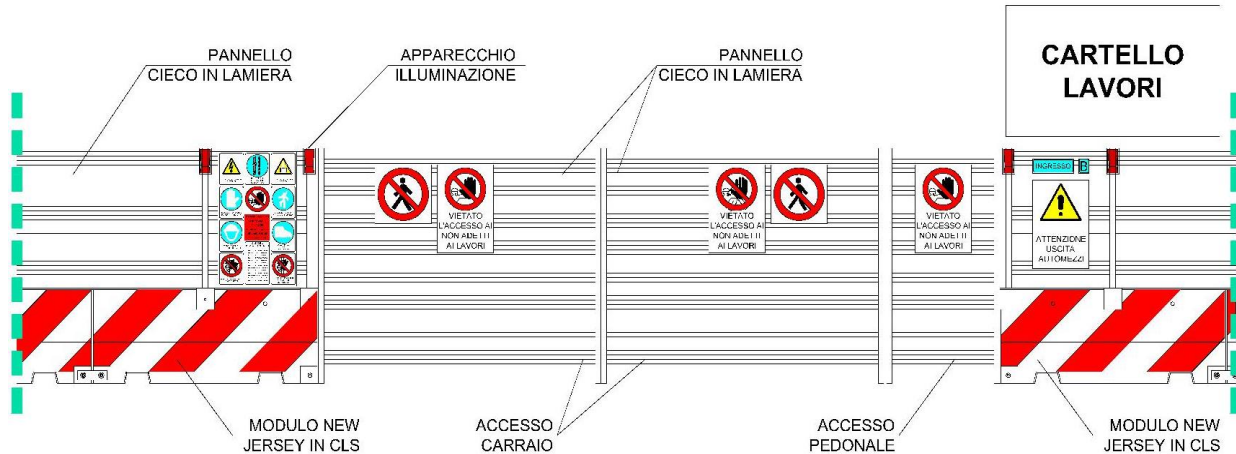 PANNELLO
CIECO IN LAMIERA
APPARECCHIO
ILLUMINAZIONE
PANNELLO
CIECO IN LAMIERA
CARTELLO
LAVORI
VIETATO
L'ACCESSO AI
NON ADETTI
AI LAVORI
VIETATO
L'ACCESSO AI
NON ADETTI
AI LAVORI
VIETATO
L'ACCESSO AI
NON ADETTI
AI LAVORI
INGRESSO B
ATTENZIONE
USCITA
AUTOMEZZI
MODULO NEW
JERSEY IN CLS
ACCESSO
CARRAIO
ACCESSO
PEDONALE
MODULO NEW
JERSEY IN CLS